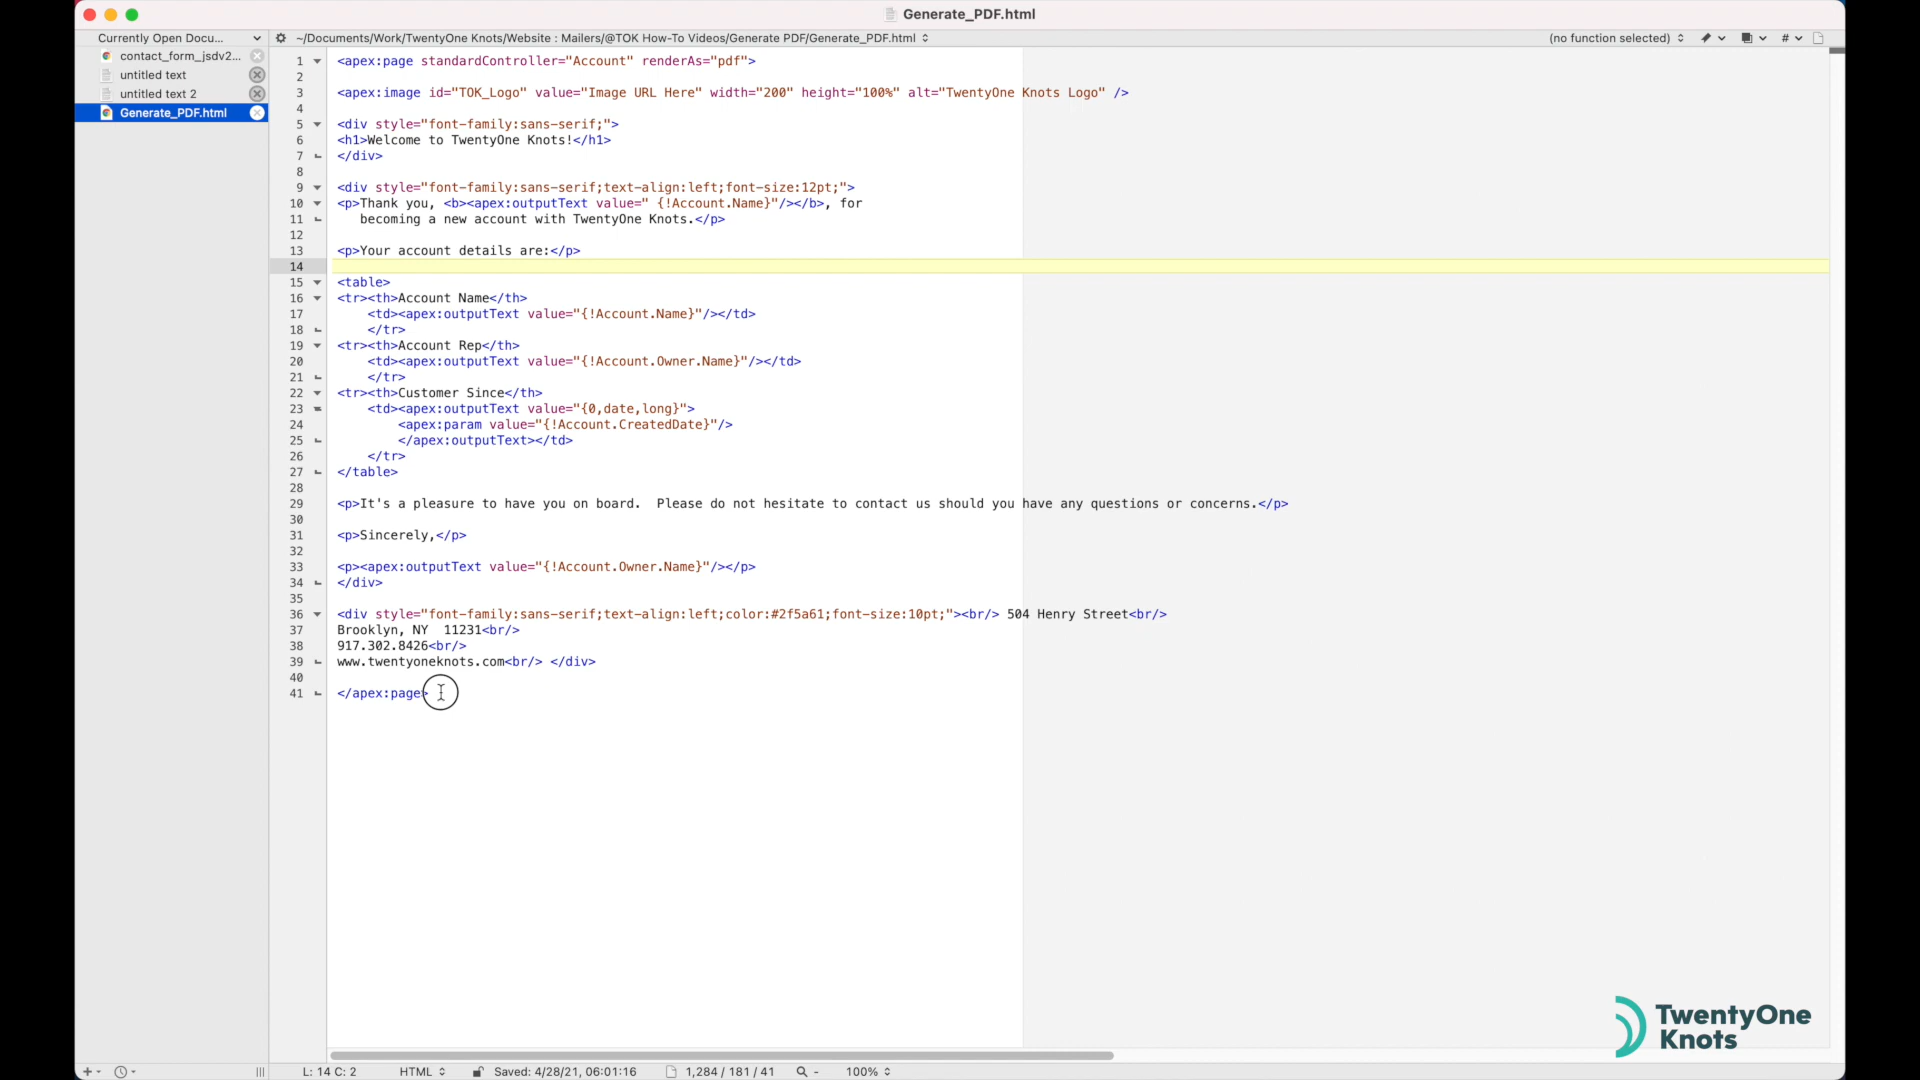 Generate_PDF.html
Currently Open Docu...
~/Documents/Work/TwentyOne Knots/Website : Mailers/@TOK How-To Videos/Generate PDF/Generate_PDF.html
(no function selected)
#
contact_form_jsdv2...
untitled text
untitled text 2
Generate_PDF.html
1 <apex:page standardController="Account" renderAs="pdf">
2
3 <apex:image id="TOK_Logo" value="Image URL Here" width="200" height="100%" alt="TwentyOne Knots Logo" />
4
5 <div style="font-family:sans-serif;">
6 <h1>Welcome to TwentyOne Knots!</h1>
7 </div>
8
9 <div style="font-family:sans-serif;text-align:left;font-size:12pt;">
10 <p>Thank you, <b><apex:outputText value=" {!Account.Name}"/></b>, for
11 becoming a new account with TwentyOne Knots.</p>
12
13 <p>Your account details are:</p>
14
15 <table>
16 <tr><th>Account Name</th>
17 <td><apex:outputText value="{!Account.Name}"/></td>
18 </tr>
19 <tr><th>Account Rep</th>
20 <td><apex:outputText value="{!Account.Owner.Name}"/></td>
21 </tr>
22 <tr><th>Customer Since</th>
23 <td><apex:outputText value="{0,date,long}">
24 <apex:param value="{!Account.CreatedDate}"/>
25 </apex:outputText></td>
26 </tr>
27 </table>
28
29 <p>It's a pleasure to have you on board.  Please do not hesitate to contact us should you have any questions or concerns.</p>
30
31 <p>Sincerely,</p>
32
33 <p><apex:outputText value="{!Account.Owner.Name}"/></p>
34 </div>
35
36 <div style="font-family:sans-serif;text-align:left;color:#2f5a61;font-size:10pt;"><br/> 504 Henry Street<br/>
37 Brooklyn, NY  11231<br/>
38 917.302.8426<br/>
39 www.twentyoneknots.com<br/> </div>
40
41 </apex:page>
TwentyOne
Knots
L: 14 C: 2
HTML
Saved: 4/28/21, 06:01:16
1,284 / 181 / 41
-
100%